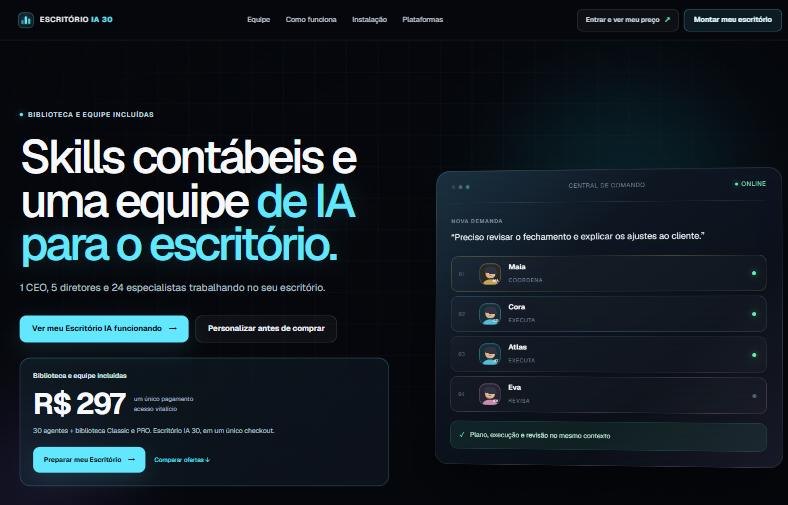 ESCRITÓRIO IA 30
Equipe
Como funciona
Instalação
Plataformas
Entrar e ver meu preço ↗
Montar meu escritório
BIBLIOTECA E EQUIPE INCLUÍDAS
Skills contábeis e
uma equipe de IA
para o escritório.
1 CEO, 5 diretores e 24 especialistas trabalhando no seu escritório.
Ver meu Escritório IA funcionando →
Personalizar antes de comprar
Biblioteca e equipe incluídas
R$ 297
um único pagamento
acesso vitalício
30 agentes + biblioteca Classic e PRO. Escritório IA 30, em um único checkout.
Preparar meu Escritório →
Comparar ofertas ↓
CENTRAL DE COMANDO
ONLINE
NOVA DEMANDA
“Preciso revisar o fechamento e explicar os ajustes ao cliente.”
01
Maia
COORDENA
02
Cora
EXECUTA
03
Atlas
EXECUTA
04
Eva
REVISA
✓ Plano, execução e revisão no mesmo contexto